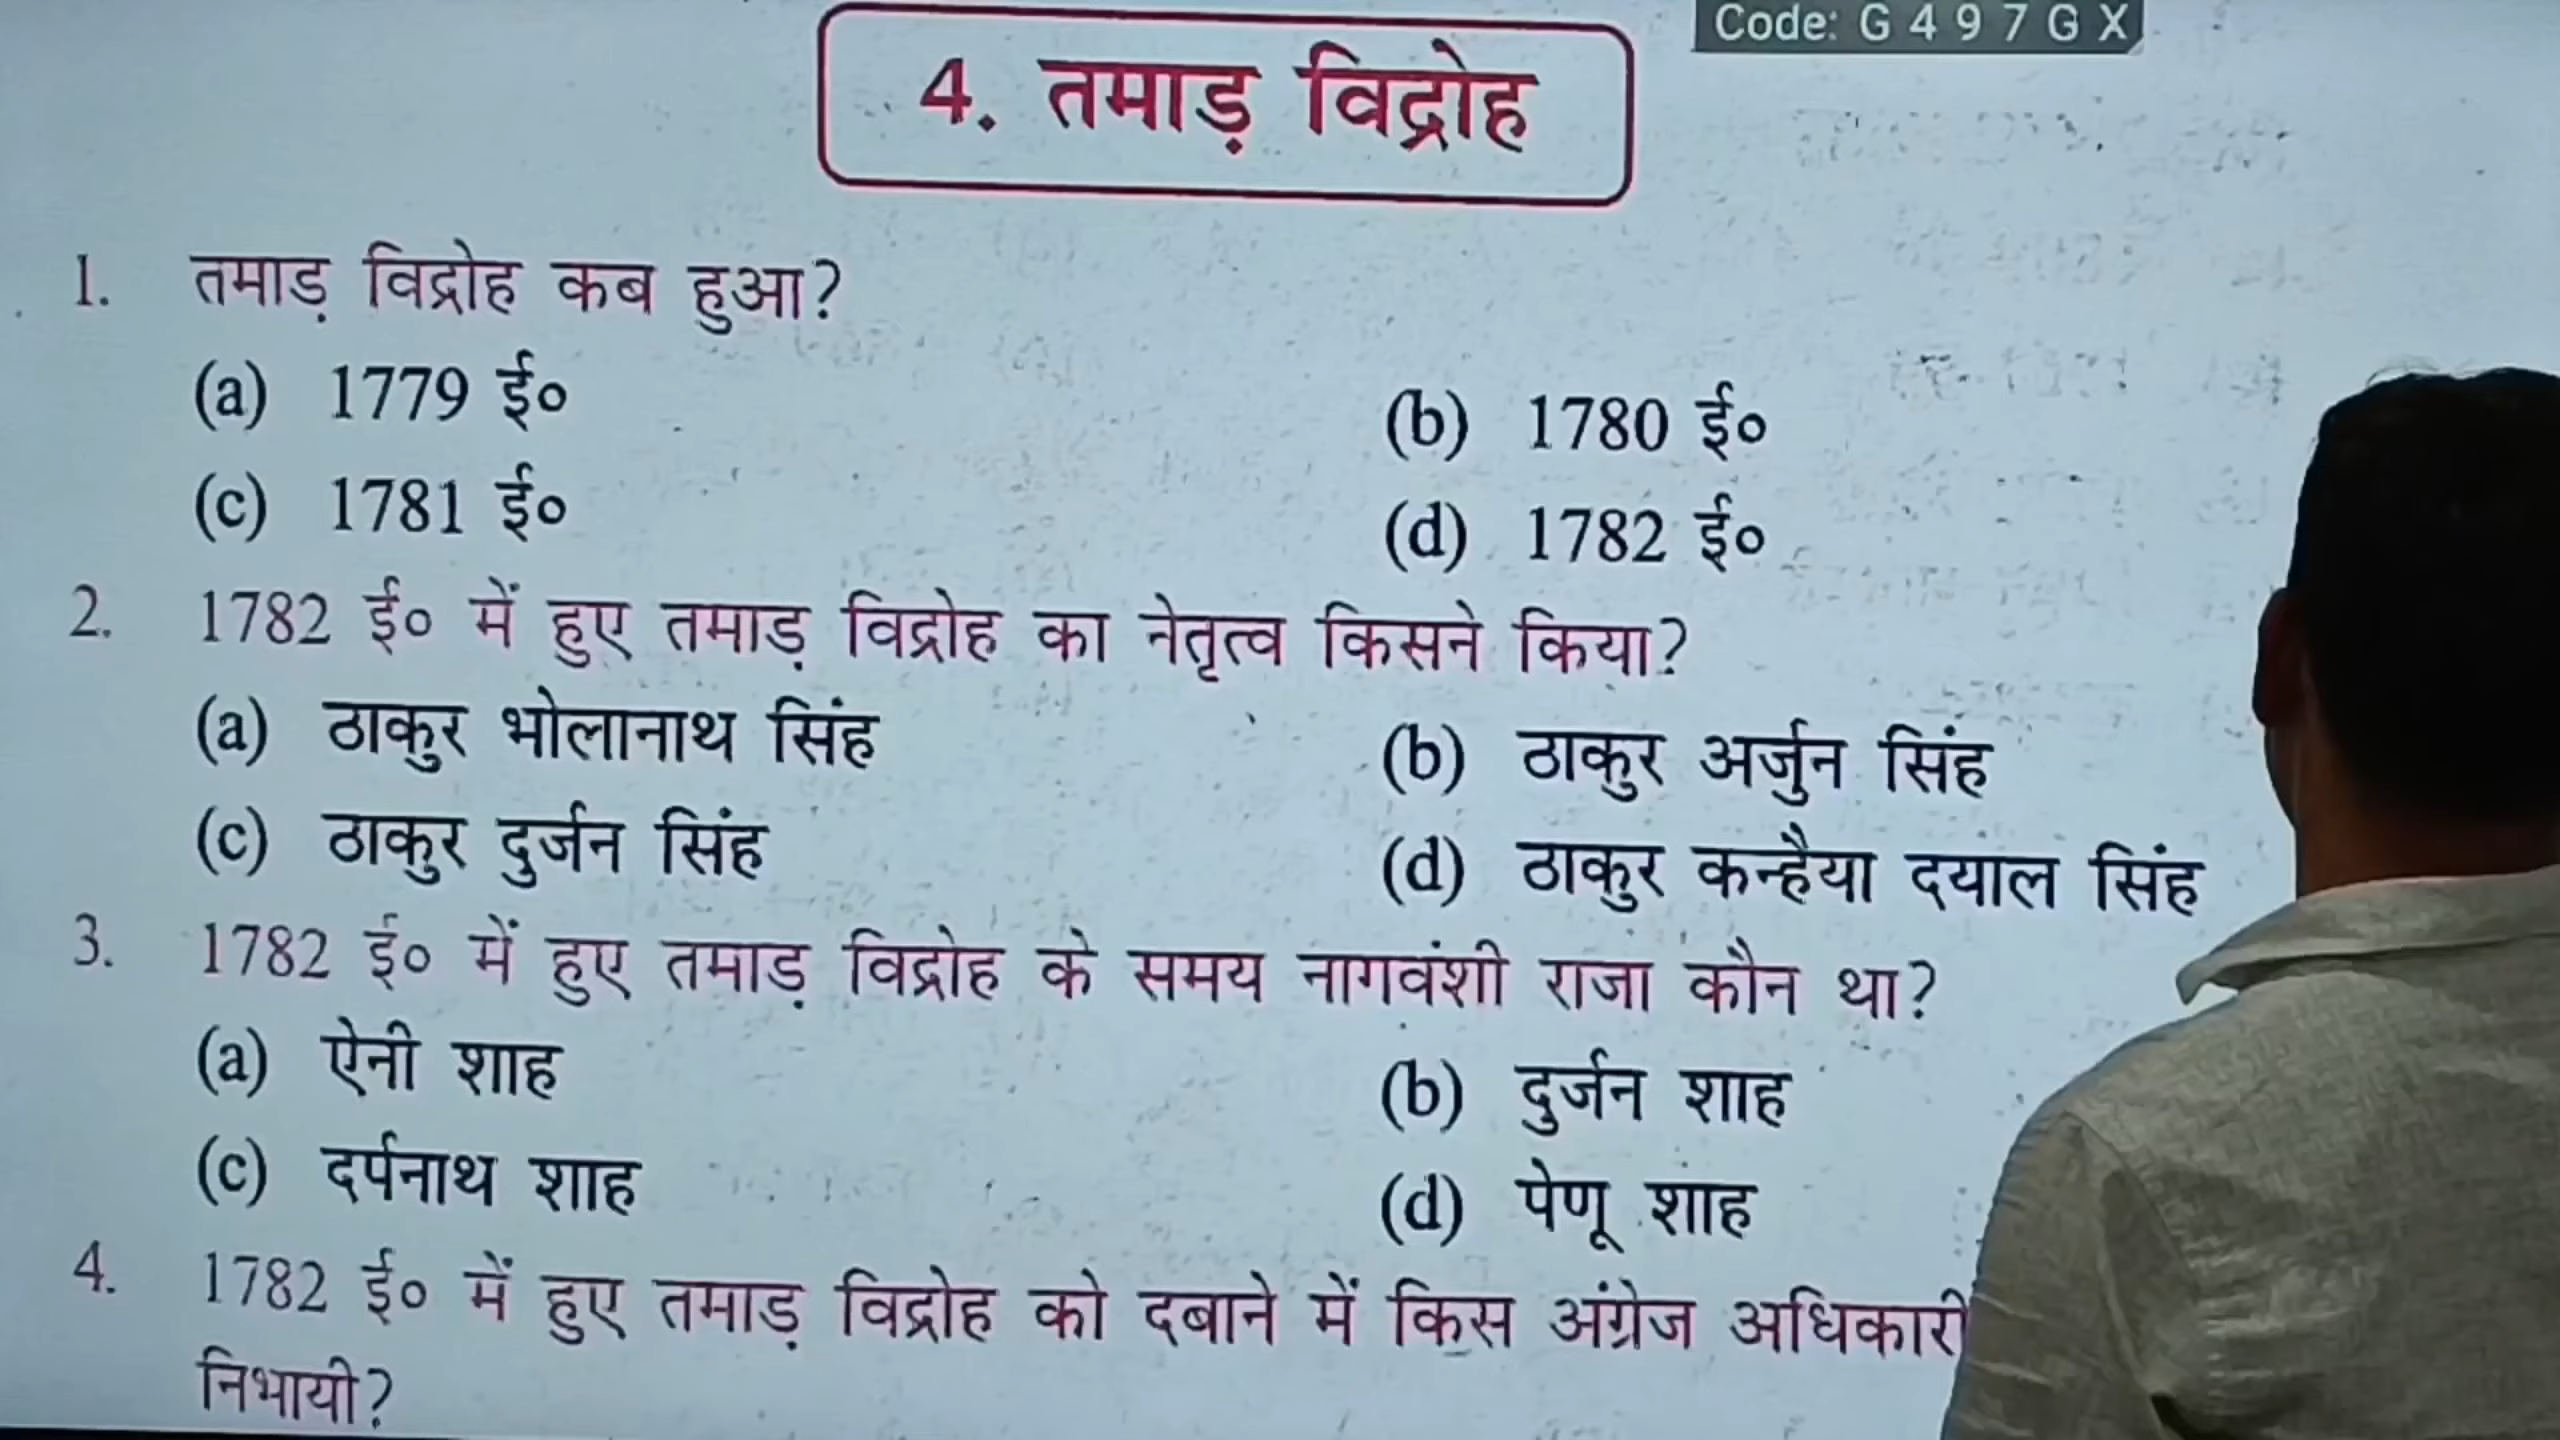 Code: G 4 9 7 G X
4. तमाड़ विद्रोह
1. तमाड़ विद्रोह कब हुआ?
(a) 1779 ई० (b) 1780 ई०
(c) 1781 ई० (d) 1782 ई०
2. 1782 ई० में हुए तमाड़ विद्रोह का नेतृत्व किसने किया?
(a) ठाकुर भोलानाथ सिंह (b) ठाकुर अर्जुन सिंह
(c) ठाकुर दुर्जन सिंह (d) ठाकुर कन्हैया दयाल सिंह
3. 1782 ई० में हुए तमाड़ विद्रोह के समय नागवंशी राजा कौन था?
(a) ऐनी शाह (b) दुर्जन शाह
(c) दर्पनाथ शाह (d) पेणू शाह
4. 1782 ई० में हुए तमाड़ विद्रोह को दबाने में किस अंग्रेज अधिकारी
निभायी?